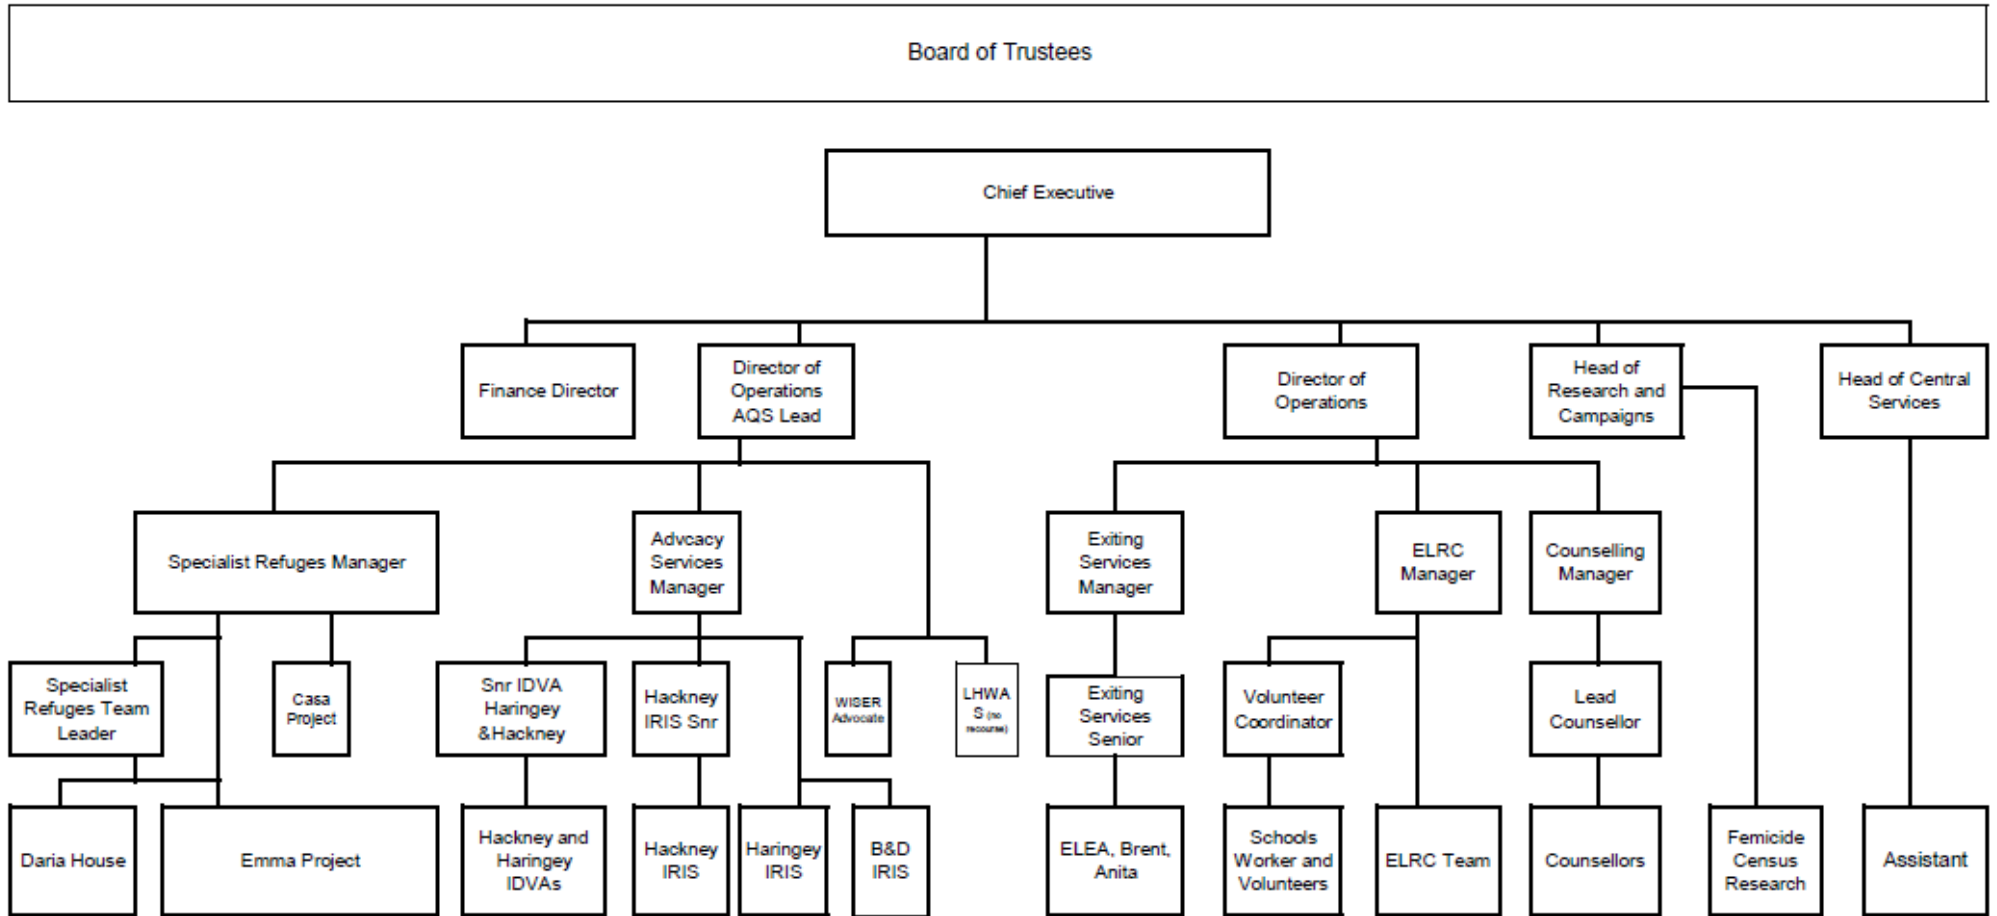 Board of Trustees
Chief Executive
Finance Director
Director of
Operations
AQS Lead
Director of
Operations
Head of
Research and
Campaigns
Head of Central
Services
Specialist Refuges Manager
Advcacy
Services
Manager
Exiting
Services
Manager
ELRC
Manager
Counselling
Manager
Specialist
Refuges Team
Leader
Casa
Project
Snr IDVA
Haringey
&Hackney
Hackney
IRIS Snr
WISER
Advocate
LHWA
S (no
recourse)
Exiting
Services
Senior
Volunteer
Coordinator
Lead
Counsellor
Daria House
Emma Project
Hackney and
Haringey
IDVAs
Hackney
IRIS
Haringey
IRIS
B&D
IRIS
ELEA, Brent,
Anita
Schools
Worker and
Volunteers
ELRC Team
Counsellors
Femicide
Census
Research
Assistant